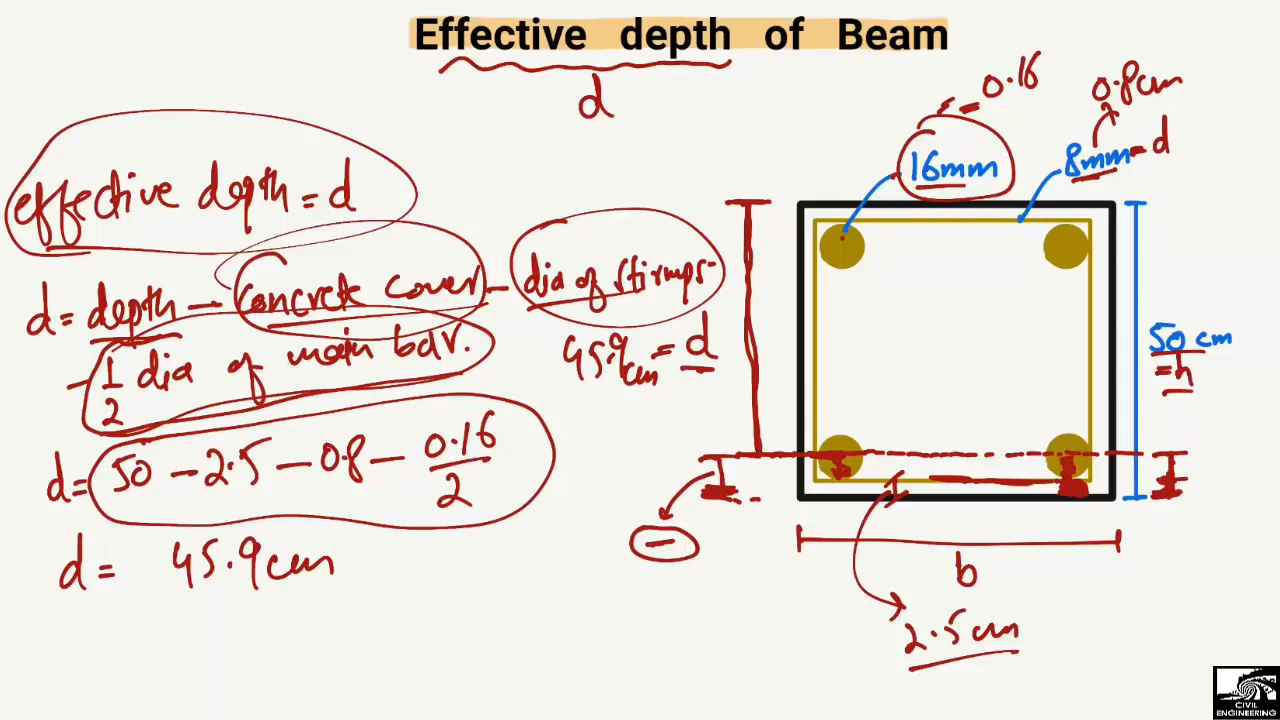 Effective depth of Beam
d
0.16
0.8cm
16mm
8mm = d
effective depth = d
d = depth - concrete cover - dia of stirrups
- 1/2 dia of main bar.
45.9cm = d
50 cm
= h
d = 50 - 2.5 - 0.8 - 0.16/2
d = 45.9cm
-
b
2.5cm
CIVIL
ENGINEERING